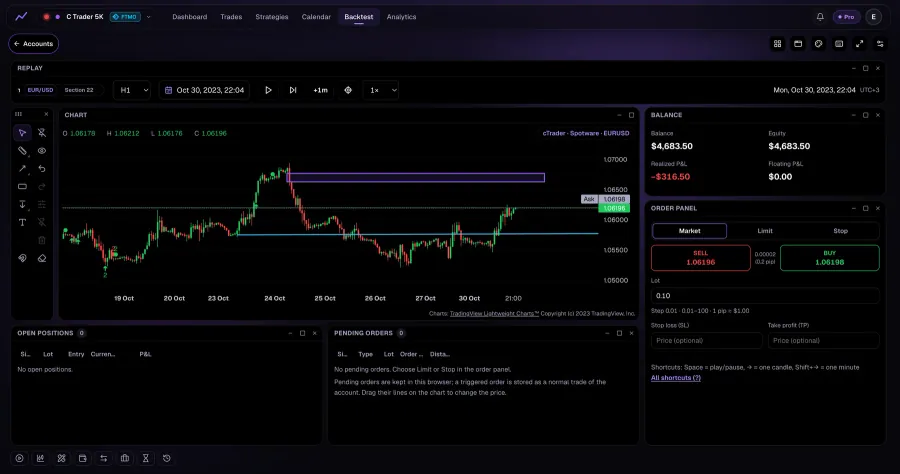 C Trader 5K FTMO Dashboard Trades Strategies Calendar Backtest Analytics Pro E
← Accounts
REPLAY
1 EUR/USD Section 22 H1 Oct 30, 2023, 22:04 +1m 1× Mon, Oct 30, 2023, 22:04 UTC+3
CHART
O 1.06178 H 1.06212 L 1.06176 C 1.06196 cTrader · Spotware · EURUSD
1.07000
1.06500
Ask 1.06198
1.06196
1.06000
1.05500
1.05000
2
19 Oct 20 Oct 23 Oct 24 Oct 25 Oct 26 Oct 27 Oct 30 Oct 21:00
Charts: TradingView Lightweight Charts™ Copyright (c) 2023 TradingView, Inc.
BALANCE
Balance Equity
$4,683.50 $4,683.50
Realized P&L Floating P&L
-$316.50 $0.00
ORDER PANEL
Market Limit Stop
SELL
1.06196
0.00002
(0.2 pip)
BUY
1.06198
Lot
0.10
Step 0.01 · 0.01–100 · 1 pip = $1.00
Stop loss (SL) Take profit (TP)
Price (optional) Price (optional)
Shortcuts: Space = play/pause, → = one candle, Shift+→ = one minute
All shortcuts (?)
OPEN POSITIONS 0
Si... Lot Entry Curren... P&L
No open positions.
PENDING ORDERS 0
Si... Type Lot Order ... Dista...
No pending orders. Choose Limit or Stop in the order panel.
Pending orders are kept in this browser; a triggered order is stored as a normal trade of the
account. Drag their lines on the chart to change the price.